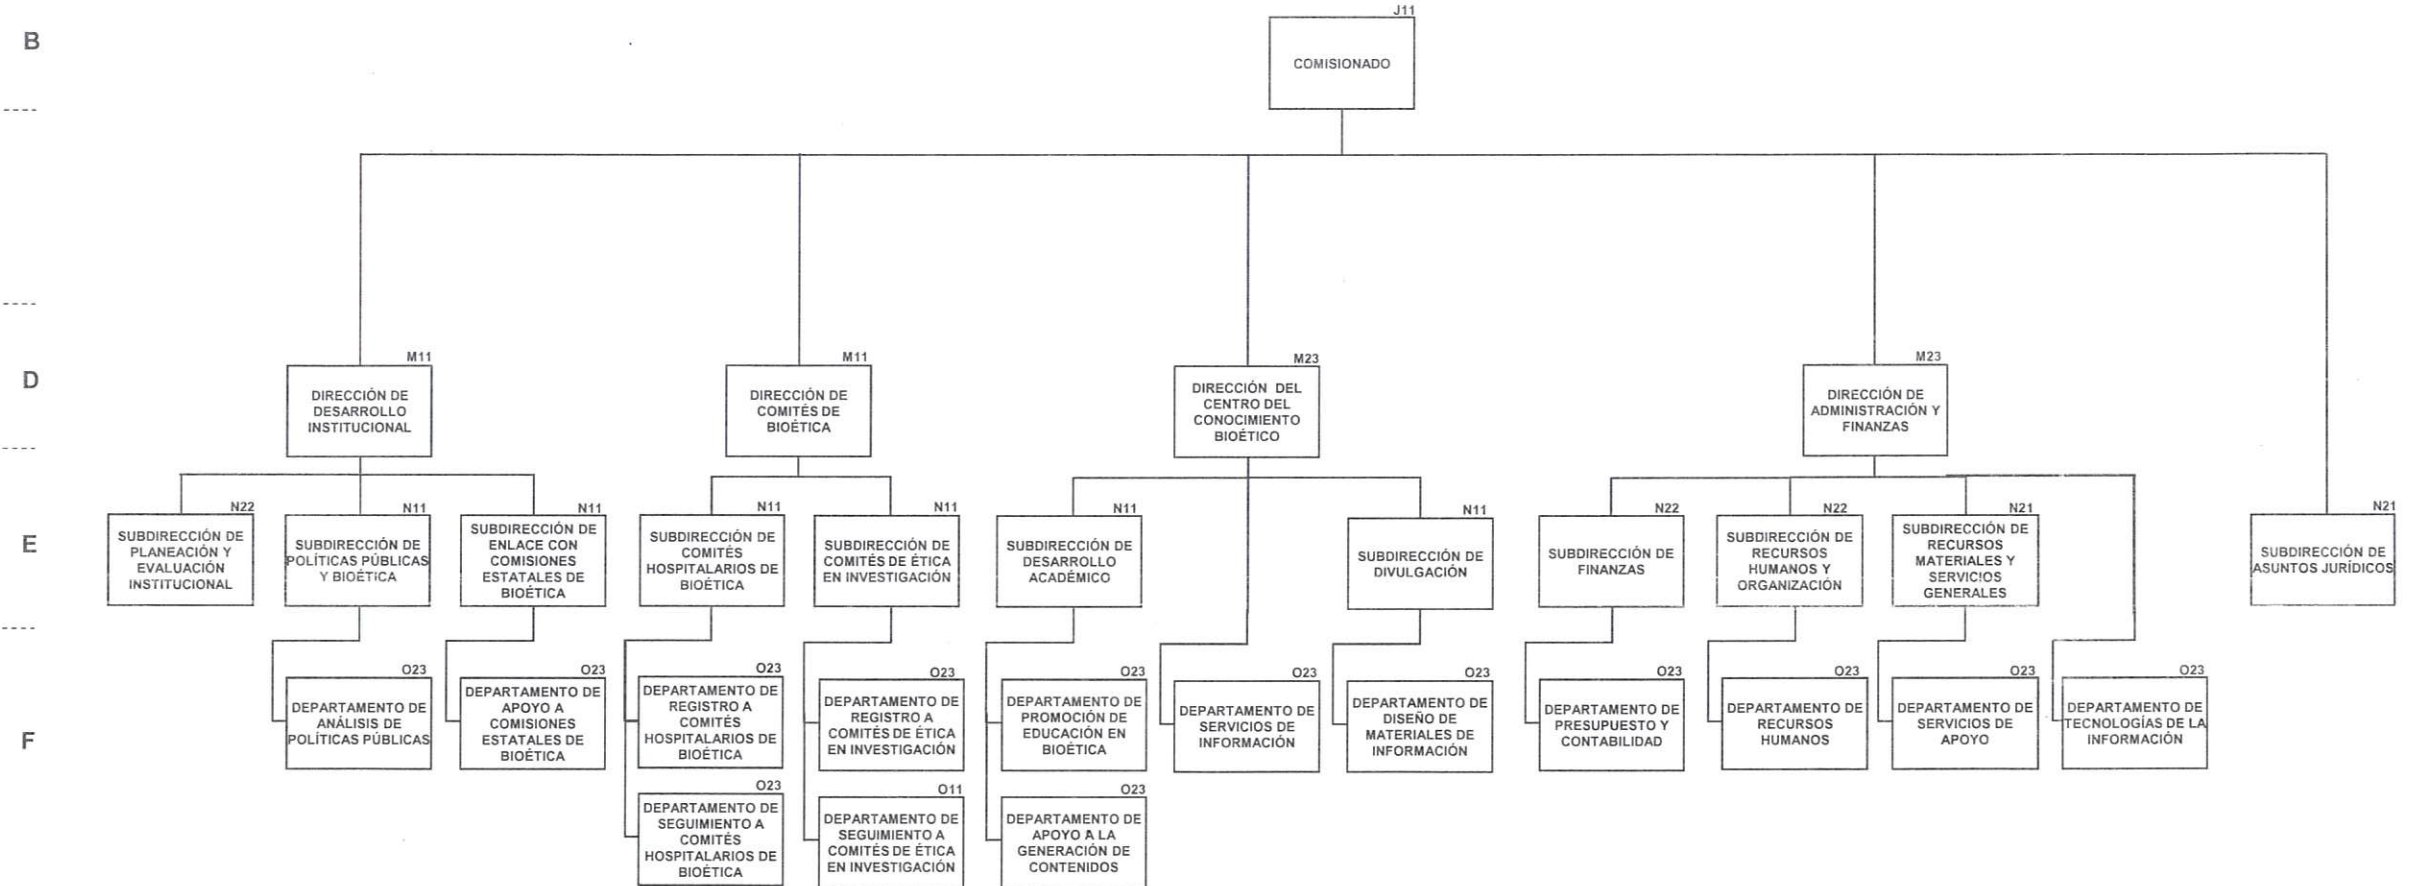 B
J11
COMISIONADO
D
M11
DIRECCIÓN DE
DESARROLLO
INSTITUCIONAL
M11
DIRECCIÓN DE
COMITÉS DE
BIOÉTICA
M23
DIRECCIÓN DEL
CENTRO DEL
CONOCIMIENTO
BIOÉTICO
M23
DIRECCIÓN DE
ADMINISTRACIÓN Y
FINANZAS
E
N22
SUBDIRECCIÓN DE
PLANEACIÓN Y
EVALUACIÓN
INSTITUCIONAL
N11
SUBDIRECCIÓN DE
POLÍTICAS PÚBLICAS
Y BIOÉTICA
N11
SUBDIRECCIÓN DE
ENLACE CON
COMISIONES
ESTATALES DE
BIOÉTICA
N11
SUBDIRECCIÓN DE
COMITÉS
HOSPITALARIOS DE
BIOÉTICA
N11
SUBDIRECCIÓN DE
COMITÉS DE ÉTICA
EN INVESTIGACIÓN
N11
SUBDIRECCIÓN DE
DESARROLLO
ACADÉMICO
N11
SUBDIRECCIÓN DE
DIVULGACIÓN
N22
SUBDIRECCIÓN DE
FINANZAS
N22
SUBDIRECCIÓN DE
RECURSOS
HUMANOS Y
ORGANIZACIÓN
N21
SUBDIRECCIÓN DE
RECURSOS
MATERIALES Y
SERVICIOS
GENERALES
N21
SUBDIRECCIÓN DE
ASUNTOS JURÍDICOS
F
O23
DEPARTAMENTO DE
ANÁLISIS DE
POLÍTICAS PÚBLICAS
O23
DEPARTAMENTO DE
APOYO A
COMISIONES
ESTATALES DE
BIOÉTICA
O23
DEPARTAMENTO DE
REGISTRO A
COMITÉS
HOSPITALARIOS DE
BIOÉTICA
O23
DEPARTAMENTO DE
REGISTRO A
COMITÉS DE ÉTICA
EN INVESTIGACIÓN
O23
DEPARTAMENTO DE
PROMOCIÓN DE
EDUCACIÓN EN
BIOÉTICA
O23
DEPARTAMENTO DE
SERVICIOS DE
INFORMACIÓN
O23
DEPARTAMENTO DE
DISEÑO DE
MATERIALES DE
INFORMACIÓN
O23
DEPARTAMENTO DE
PRESUPUESTO Y
CONTABILIDAD
O23
DEPARTAMENTO DE
RECURSOS
HUMANOS
O23
DEPARTAMENTO DE
SERVICIOS DE
APOYO
O23
DEPARTAMENTO DE
TECNOLOGÍAS DE LA
INFORMACIÓN
O23
DEPARTAMENTO DE
SEGUIMIENTO A
COMITÉS
HOSPITALARIOS DE
BIOÉTICA
O11
DEPARTAMENTO DE
SEGUIMIENTO A
COMITÉS DE ÉTICA
EN INVESTIGACIÓN
O23
DEPARTAMENTO DE
APOYO A LA
GENERACIÓN DE
CONTENIDOS